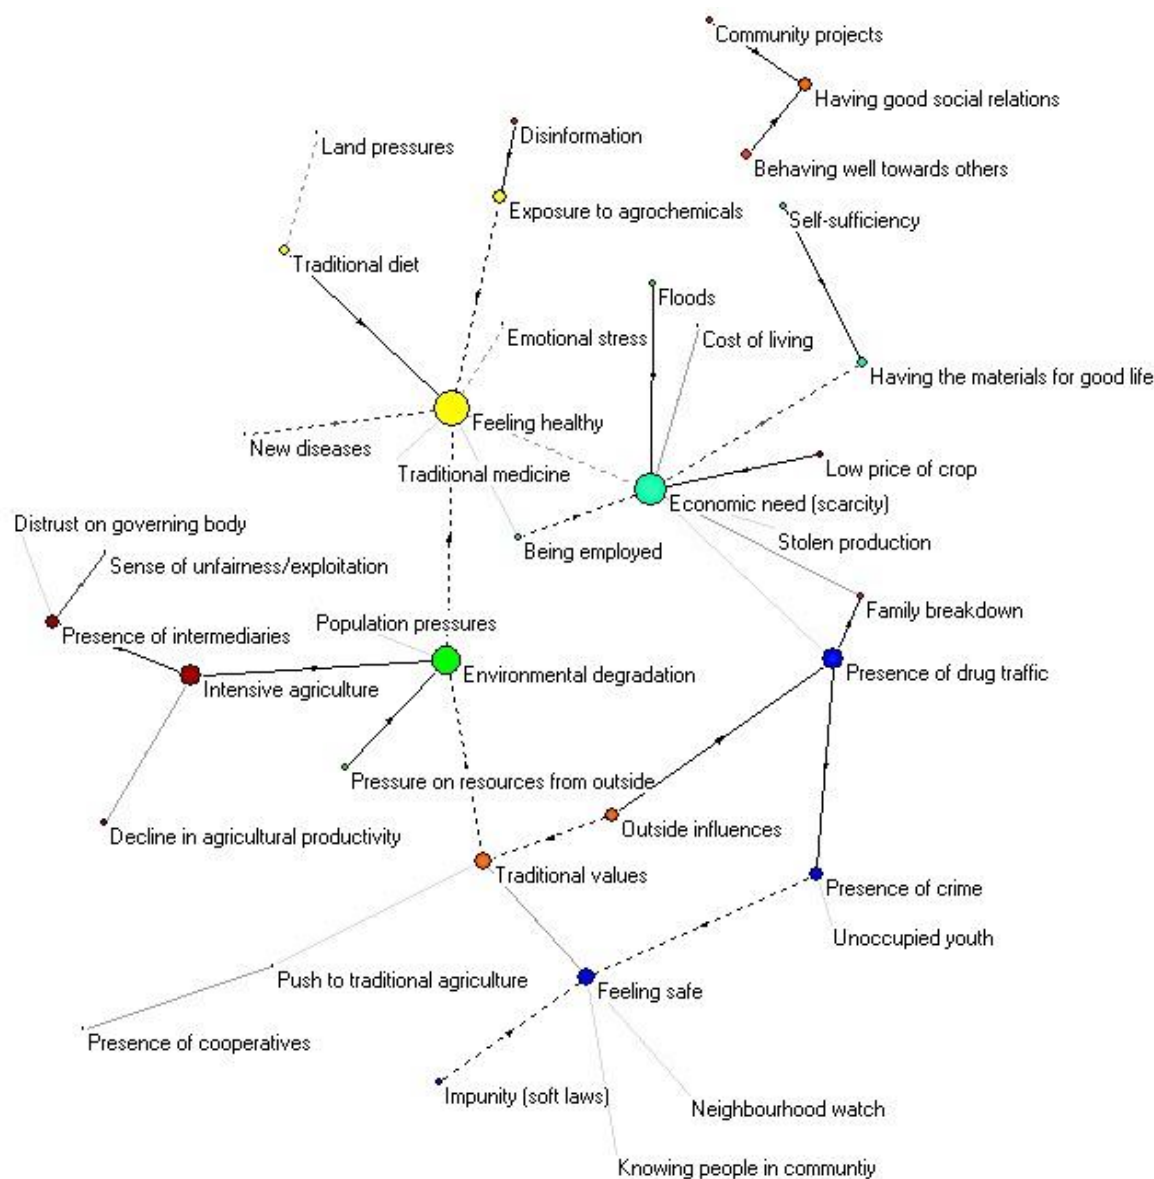 Community projects
Having good social relations
Disinformation
Land pressures
Behaving well towards others
Exposure to agrochemicals
Self-sufficiency
Traditional diet
Floods
Emotional stress
Cost of living
Having the materials for good life
Feeling healthy
New diseases
Traditional medicine
Low price of crop
Economic need (scarcity)
Distrust on governing body
Stolen production
Being employed
Sense of unfairness/exploitation
Family breakdown
Population pressures
Presence of intermediaries
Environmental degradation
Presence of drug traffic
Intensive agriculture
Pressure on resources from outside
Outside influences
Decline in agricultural productivity
Traditional values
Presence of crime
Unoccupied youth
Push to traditional agriculture
Feeling safe
Presence of cooperatives
Impunity (soft laws)
Neighbourhood watch
Knowing people in communtiy